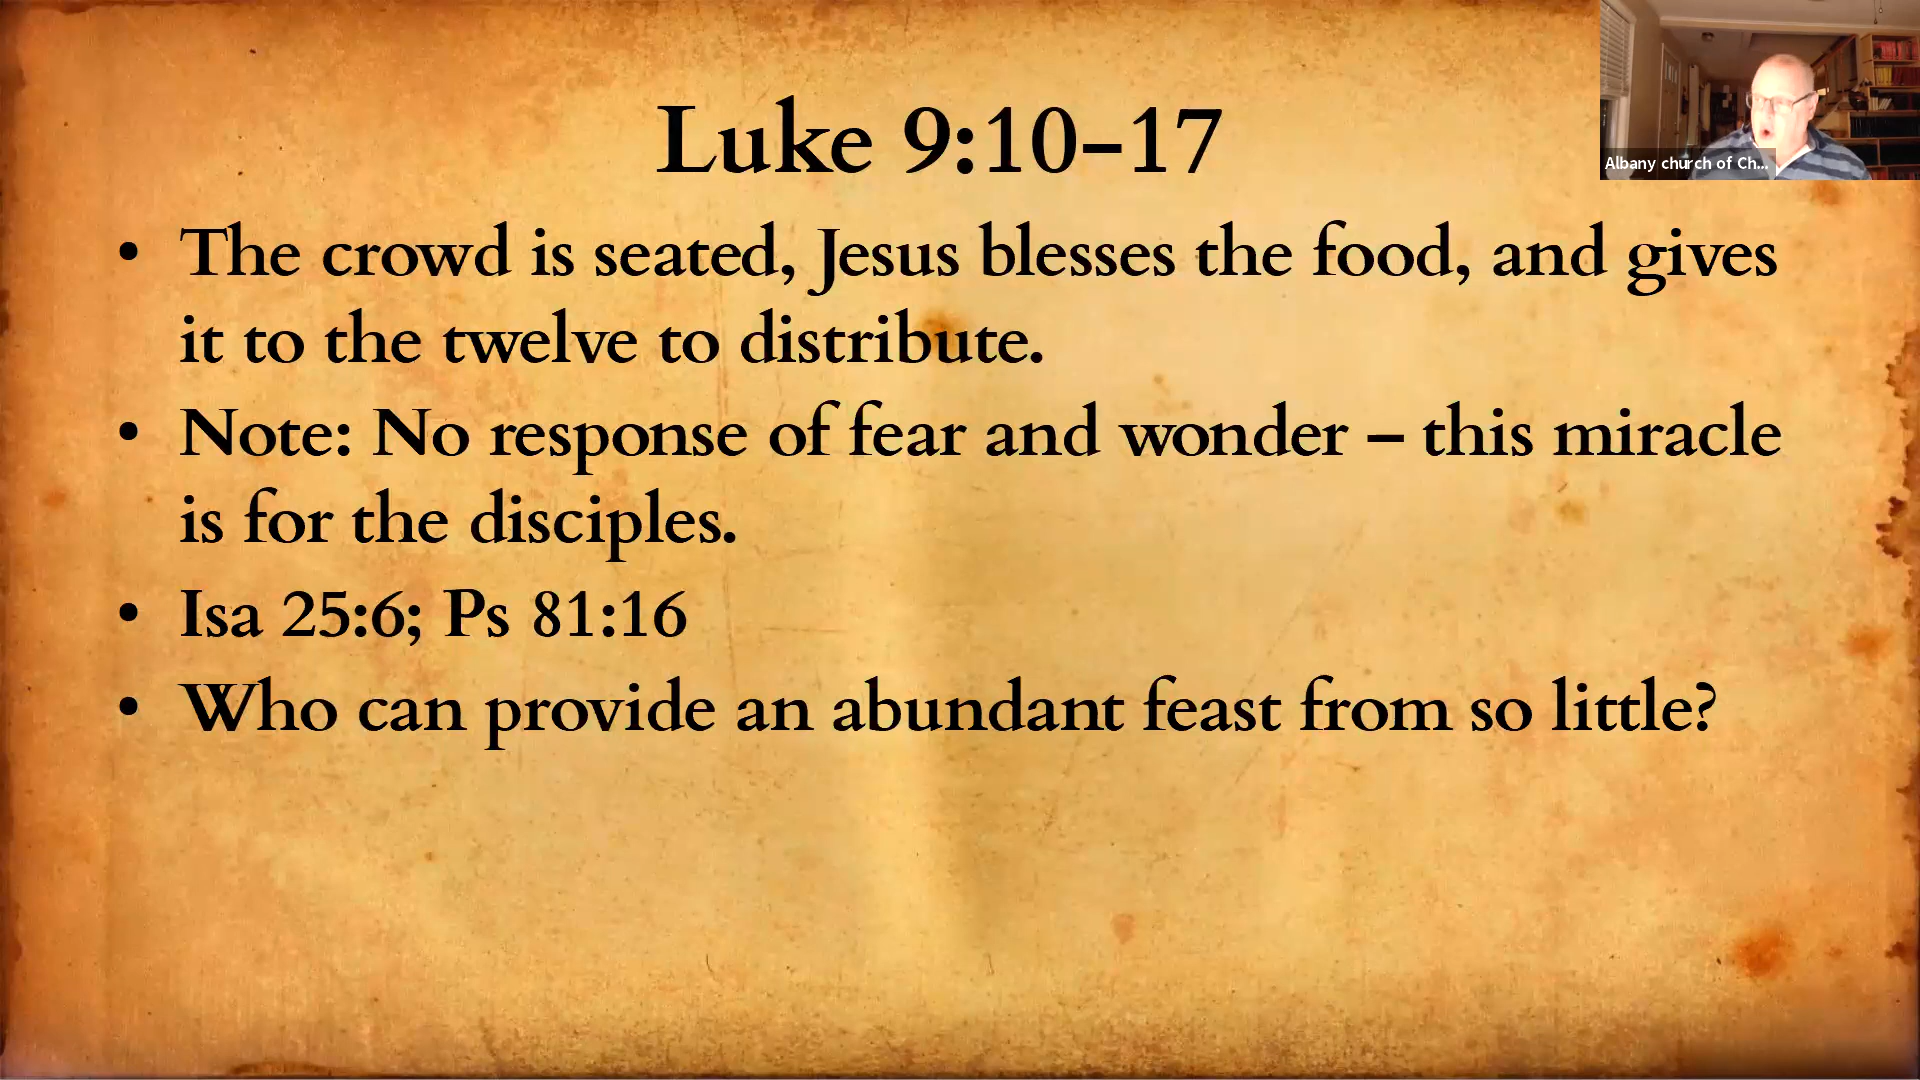 Luke 9:10–17
Albany church of Ch...
• The crowd is seated, Jesus blesses the food, and gives
it to the twelve to distribute.
• Note: No response of fear and wonder – this miracle
is for the disciples.
• Isa 25:6; Ps 81:16
• Who can provide an abundant feast from so little?